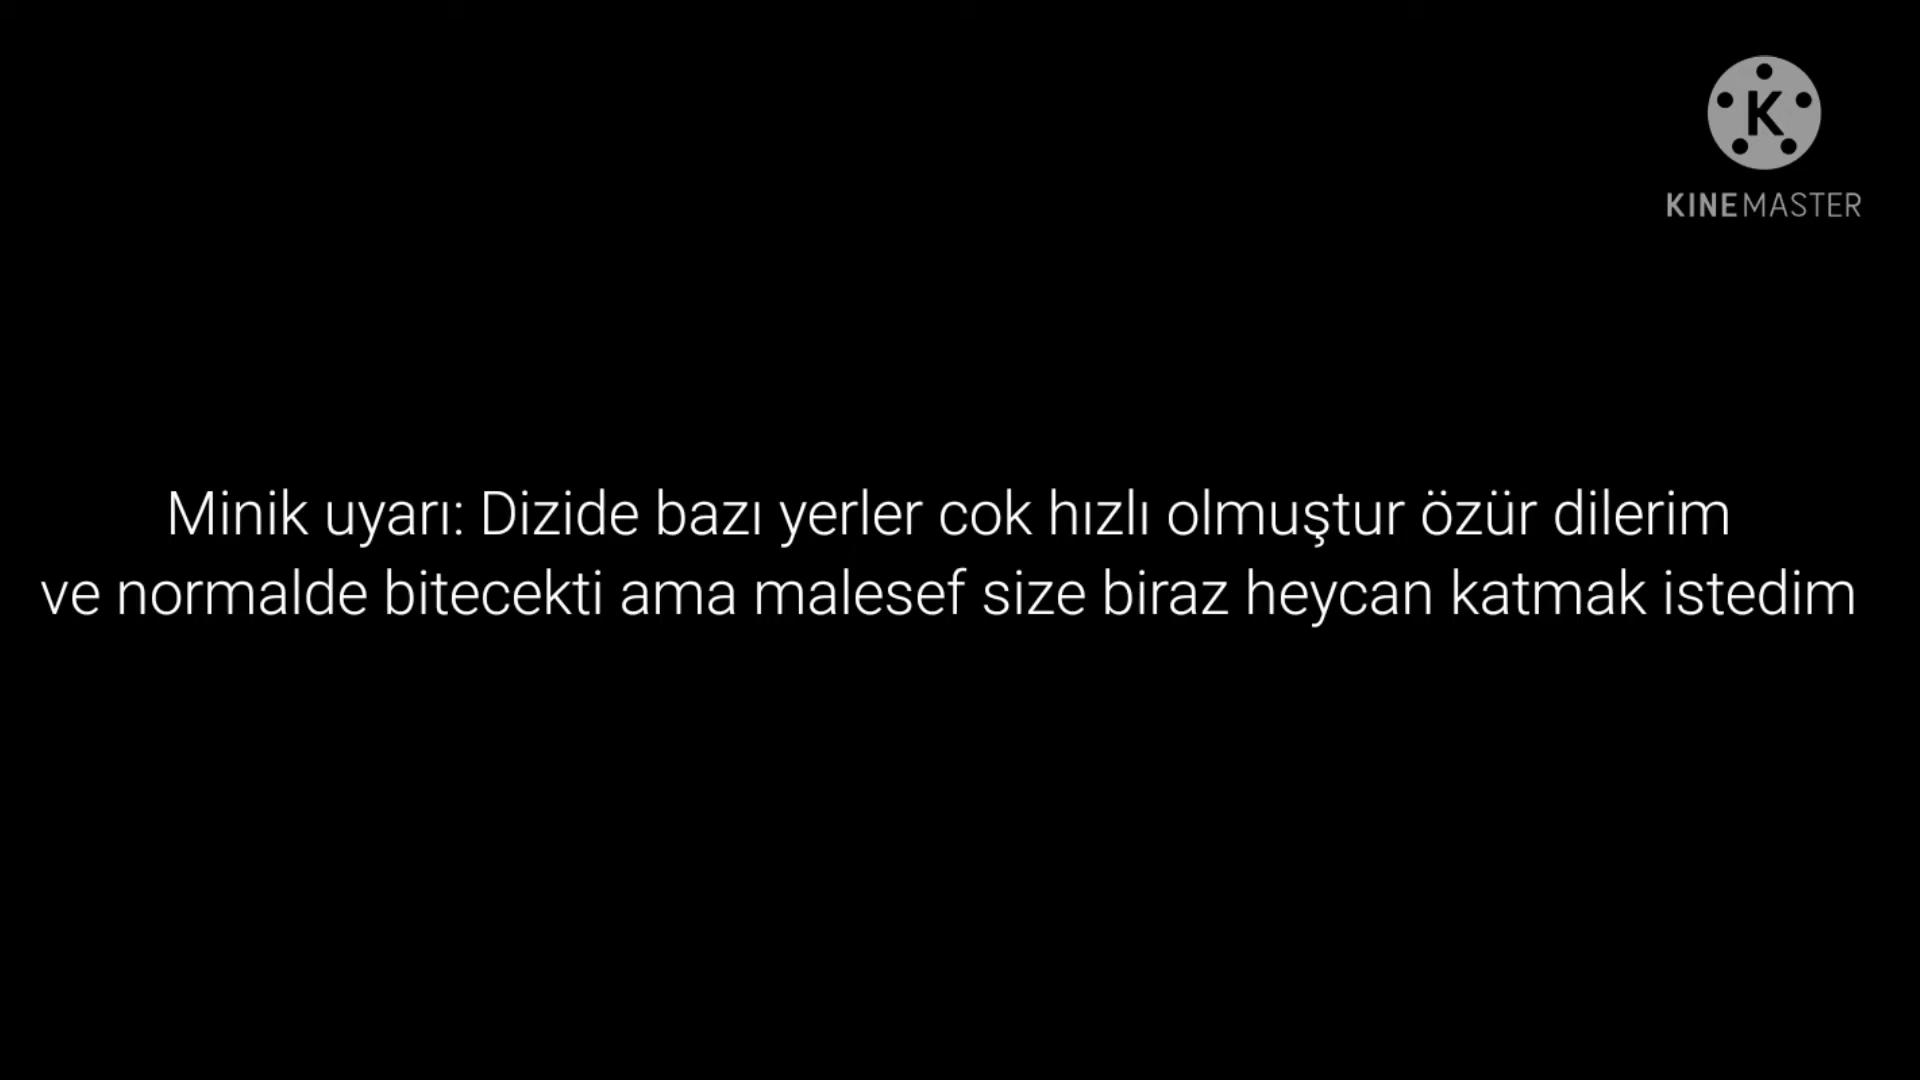 K
KINEMASTER
Minik uyarı: Dizide bazı yerler cok hızlı olmuştur özür dilerim
ve normalde bitecekti ama malesef size biraz heycan katmak istedim